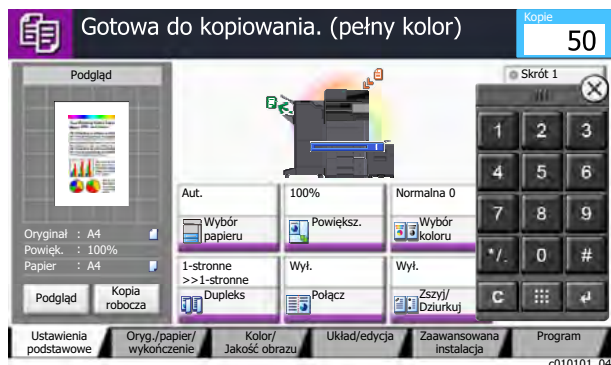 Gotowa do kopiowania. (pełny kolor)
Kopie
50
Podgląd
Oryginał : A4
Powięk. : 100%
Papier : A4
Podgląd
Kopia
robocza
Skrót 1
Aut.
Wybór
papieru
100%
Powiększ.
Normalna 0
Wybór
koloru
1-stronne
>>1-stronne
Dupleks
Wył.
Połącz
Wył.
Zszyj/
Dziurkuj
1 2 3
4 5 6
7 8 9
*/. 0 #
C
Ustawienia
podstawowe
Oryg./papier/
wykończenie
Kolor/
Jakość obrazu
Układ/edycja
Zaawansowana
instalacja
Program
c010101_04